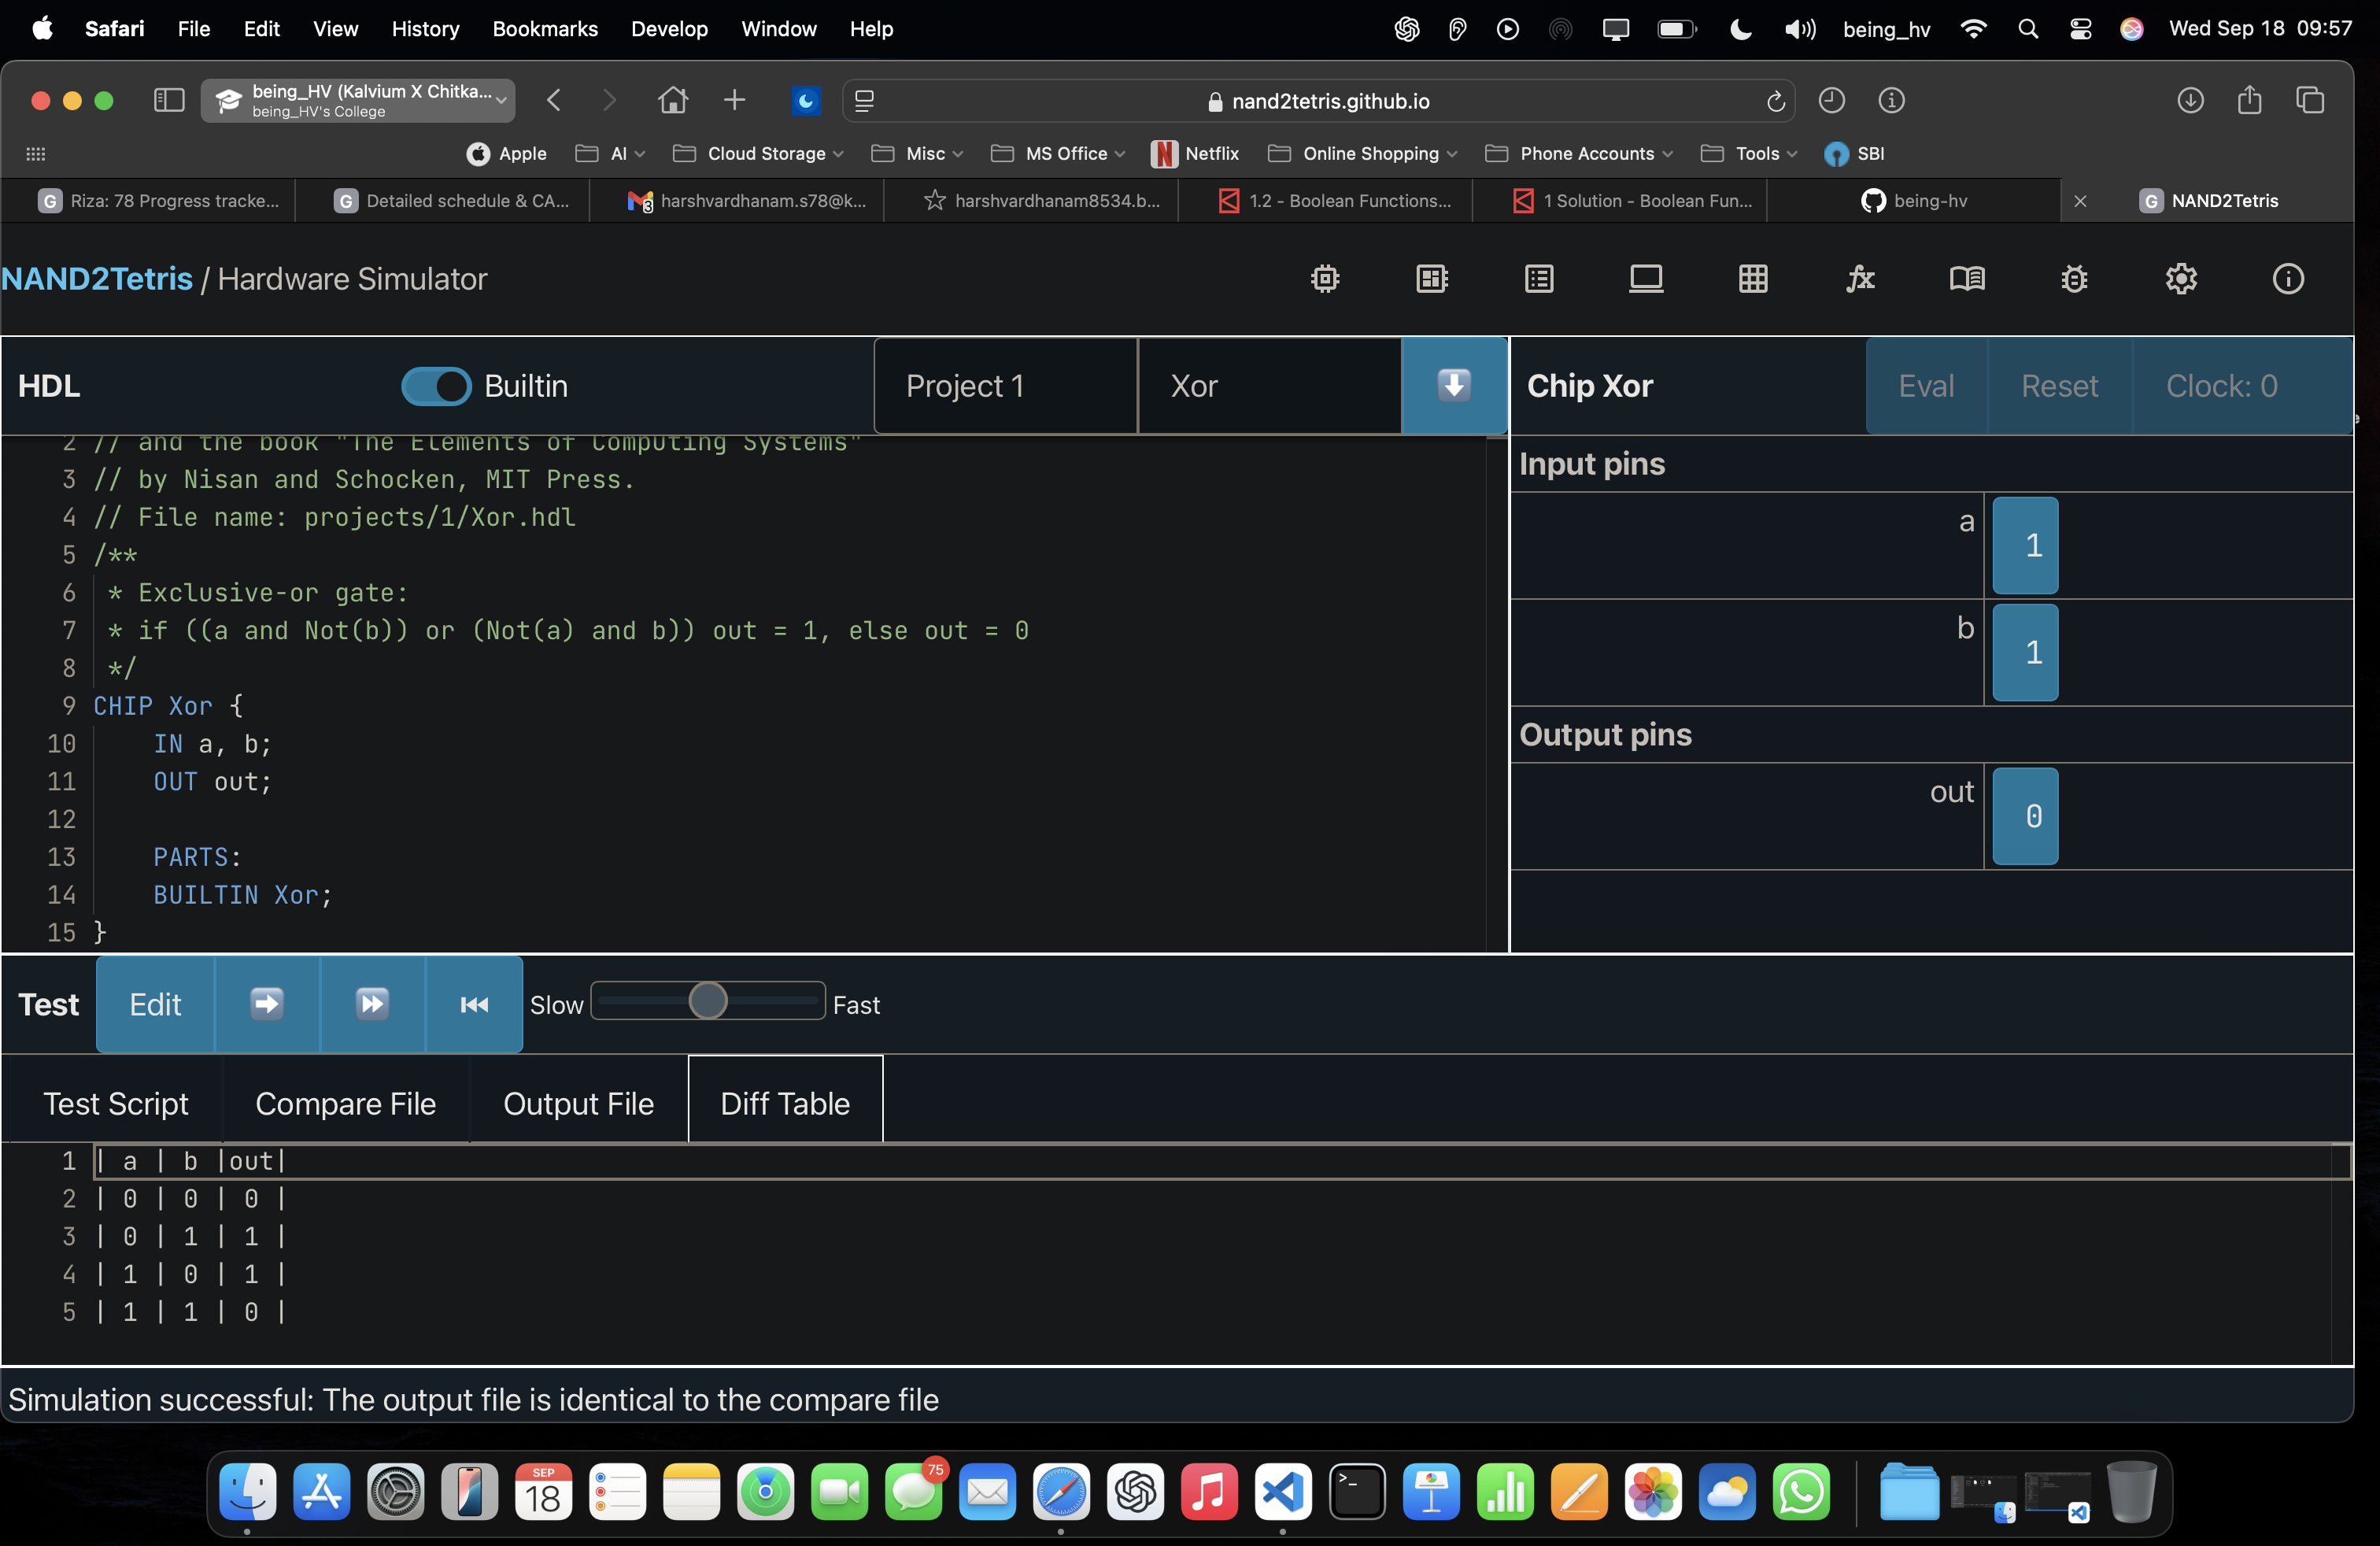 Safari File Edit View History Bookmarks Develop Window Help being_hv Wed Sep 18 09:57
being_HV (Kalvium X Chitka...
being_HV's College
nand2tetris.github.io
Apple AI Cloud Storage Misc MS Office Netflix Online Shopping Phone Accounts Tools SBI
Riza: 78 Progress tracke... Detailed schedule & CA... harshvardhanam.s78@k... harshvardhanam8534.b... 1.2 - Boolean Functions... 1 Solution - Boolean Fun... being-hv NAND2Tetris
NAND2Tetris / Hardware Simulator
HDL Builtin Project 1 Xor
2 // and the book "The Elements of Computing Systems"
3 // by Nisan and Schocken, MIT Press.
4 // File name: projects/1/Xor.hdl
5 /**
6 * Exclusive-or gate:
7 * if ((a and Not(b)) or (Not(a) and b)) out = 1, else out = 0
8 */
9 CHIP Xor {
10 IN a, b;
11 OUT out;
12
13 PARTS:
14 BUILTIN Xor;
15 }
Chip Xor Eval Reset Clock: 0
Input pins
a 1
b 1
Output pins
out 0
Test Edit Slow Fast
Test Script Compare File Output File Diff Table
1 | a | b |out|
2 | 0 | 0 | 0 |
3 | 0 | 1 | 1 |
4 | 1 | 0 | 1 |
5 | 1 | 1 | 0 |
Simulation successful: The output file is identical to the compare file
SEP
18
75